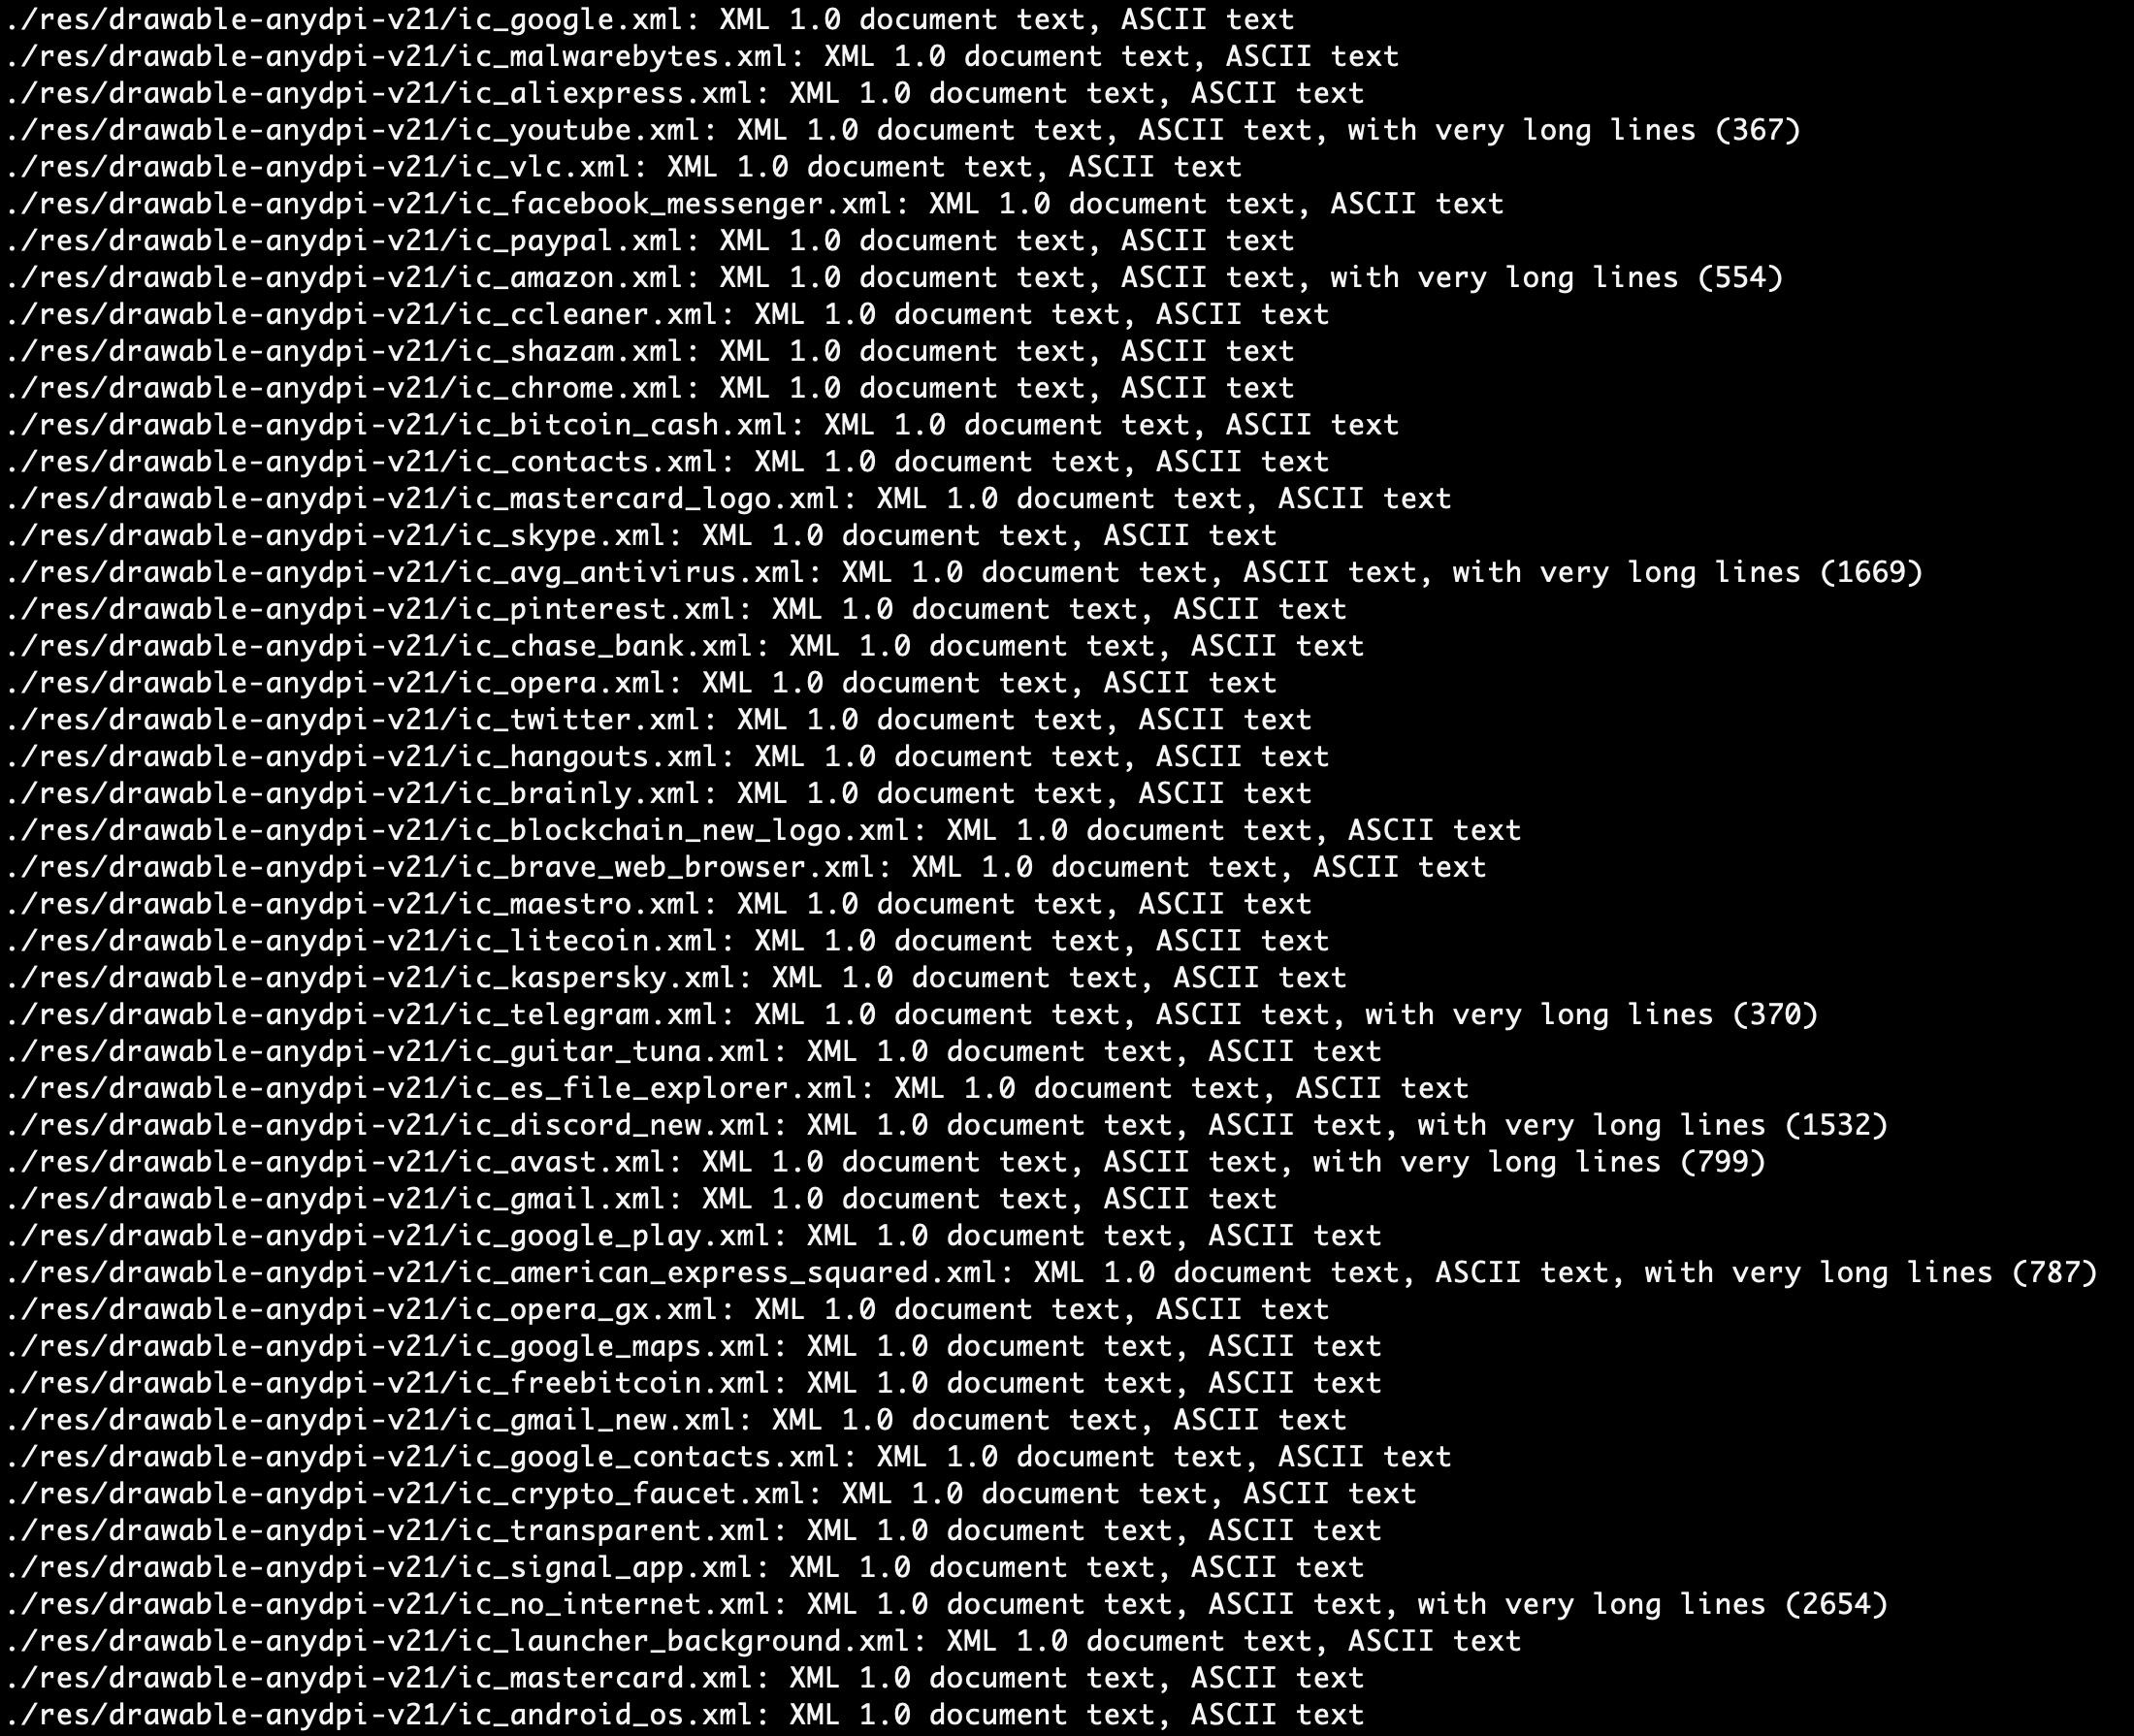 ./res/drawable-anydpi-v21/ic_google.xml: XML 1.0 document text, ASCII text
./res/drawable-anydpi-v21/ic_malwarebytes.xml: XML 1.0 document text, ASCII text
./res/drawable-anydpi-v21/ic_aliexpress.xml: XML 1.0 document text, ASCII text
./res/drawable-anydpi-v21/ic_youtube.xml: XML 1.0 document text, ASCII text, with very long lines (367)
./res/drawable-anydpi-v21/ic_vlc.xml: XML 1.0 document text, ASCII text
./res/drawable-anydpi-v21/ic_facebook_messenger.xml: XML 1.0 document text, ASCII text
./res/drawable-anydpi-v21/ic_paypal.xml: XML 1.0 document text, ASCII text
./res/drawable-anydpi-v21/ic_amazon.xml: XML 1.0 document text, ASCII text, with very long lines (554)
./res/drawable-anydpi-v21/ic_ccleaner.xml: XML 1.0 document text, ASCII text
./res/drawable-anydpi-v21/ic_shazam.xml: XML 1.0 document text, ASCII text
./res/drawable-anydpi-v21/ic_chrome.xml: XML 1.0 document text, ASCII text
./res/drawable-anydpi-v21/ic_bitcoin_cash.xml: XML 1.0 document text, ASCII text
./res/drawable-anydpi-v21/ic_contacts.xml: XML 1.0 document text, ASCII text
./res/drawable-anydpi-v21/ic_mastercard_logo.xml: XML 1.0 document text, ASCII text
./res/drawable-anydpi-v21/ic_skype.xml: XML 1.0 document text, ASCII text
./res/drawable-anydpi-v21/ic_avg_antivirus.xml: XML 1.0 document text, ASCII text, with very long lines (1669)
./res/drawable-anydpi-v21/ic_pinterest.xml: XML 1.0 document text, ASCII text
./res/drawable-anydpi-v21/ic_chase_bank.xml: XML 1.0 document text, ASCII text
./res/drawable-anydpi-v21/ic_opera.xml: XML 1.0 document text, ASCII text
./res/drawable-anydpi-v21/ic_twitter.xml: XML 1.0 document text, ASCII text
./res/drawable-anydpi-v21/ic_hangouts.xml: XML 1.0 document text, ASCII text
./res/drawable-anydpi-v21/ic_brainly.xml: XML 1.0 document text, ASCII text
./res/drawable-anydpi-v21/ic_blockchain_new_logo.xml: XML 1.0 document text, ASCII text
./res/drawable-anydpi-v21/ic_brave_web_browser.xml: XML 1.0 document text, ASCII text
./res/drawable-anydpi-v21/ic_maestro.xml: XML 1.0 document text, ASCII text
./res/drawable-anydpi-v21/ic_litecoin.xml: XML 1.0 document text, ASCII text
./res/drawable-anydpi-v21/ic_kaspersky.xml: XML 1.0 document text, ASCII text
./res/drawable-anydpi-v21/ic_telegram.xml: XML 1.0 document text, ASCII text, with very long lines (370)
./res/drawable-anydpi-v21/ic_guitar_tuna.xml: XML 1.0 document text, ASCII text
./res/drawable-anydpi-v21/ic_es_file_explorer.xml: XML 1.0 document text, ASCII text
./res/drawable-anydpi-v21/ic_discord_new.xml: XML 1.0 document text, ASCII text, with very long lines (1532)
./res/drawable-anydpi-v21/ic_avast.xml: XML 1.0 document text, ASCII text, with very long lines (799)
./res/drawable-anydpi-v21/ic_gmail.xml: XML 1.0 document text, ASCII text
./res/drawable-anydpi-v21/ic_google_play.xml: XML 1.0 document text, ASCII text
./res/drawable-anydpi-v21/ic_american_express_squared.xml: XML 1.0 document text, ASCII text, with very long lines (787)
./res/drawable-anydpi-v21/ic_opera_gx.xml: XML 1.0 document text, ASCII text
./res/drawable-anydpi-v21/ic_google_maps.xml: XML 1.0 document text, ASCII text
./res/drawable-anydpi-v21/ic_freebitcoin.xml: XML 1.0 document text, ASCII text
./res/drawable-anydpi-v21/ic_gmail_new.xml: XML 1.0 document text, ASCII text
./res/drawable-anydpi-v21/ic_google_contacts.xml: XML 1.0 document text, ASCII text
./res/drawable-anydpi-v21/ic_crypto_faucet.xml: XML 1.0 document text, ASCII text
./res/drawable-anydpi-v21/ic_transparent.xml: XML 1.0 document text, ASCII text
./res/drawable-anydpi-v21/ic_signal_app.xml: XML 1.0 document text, ASCII text
./res/drawable-anydpi-v21/ic_no_internet.xml: XML 1.0 document text, ASCII text, with very long lines (2654)
./res/drawable-anydpi-v21/ic_launcher_background.xml: XML 1.0 document text, ASCII text
./res/drawable-anydpi-v21/ic_mastercard.xml: XML 1.0 document text, ASCII text
./res/drawable-anydpi-v21/ic_android_os.xml: XML 1.0 document text, ASCII text